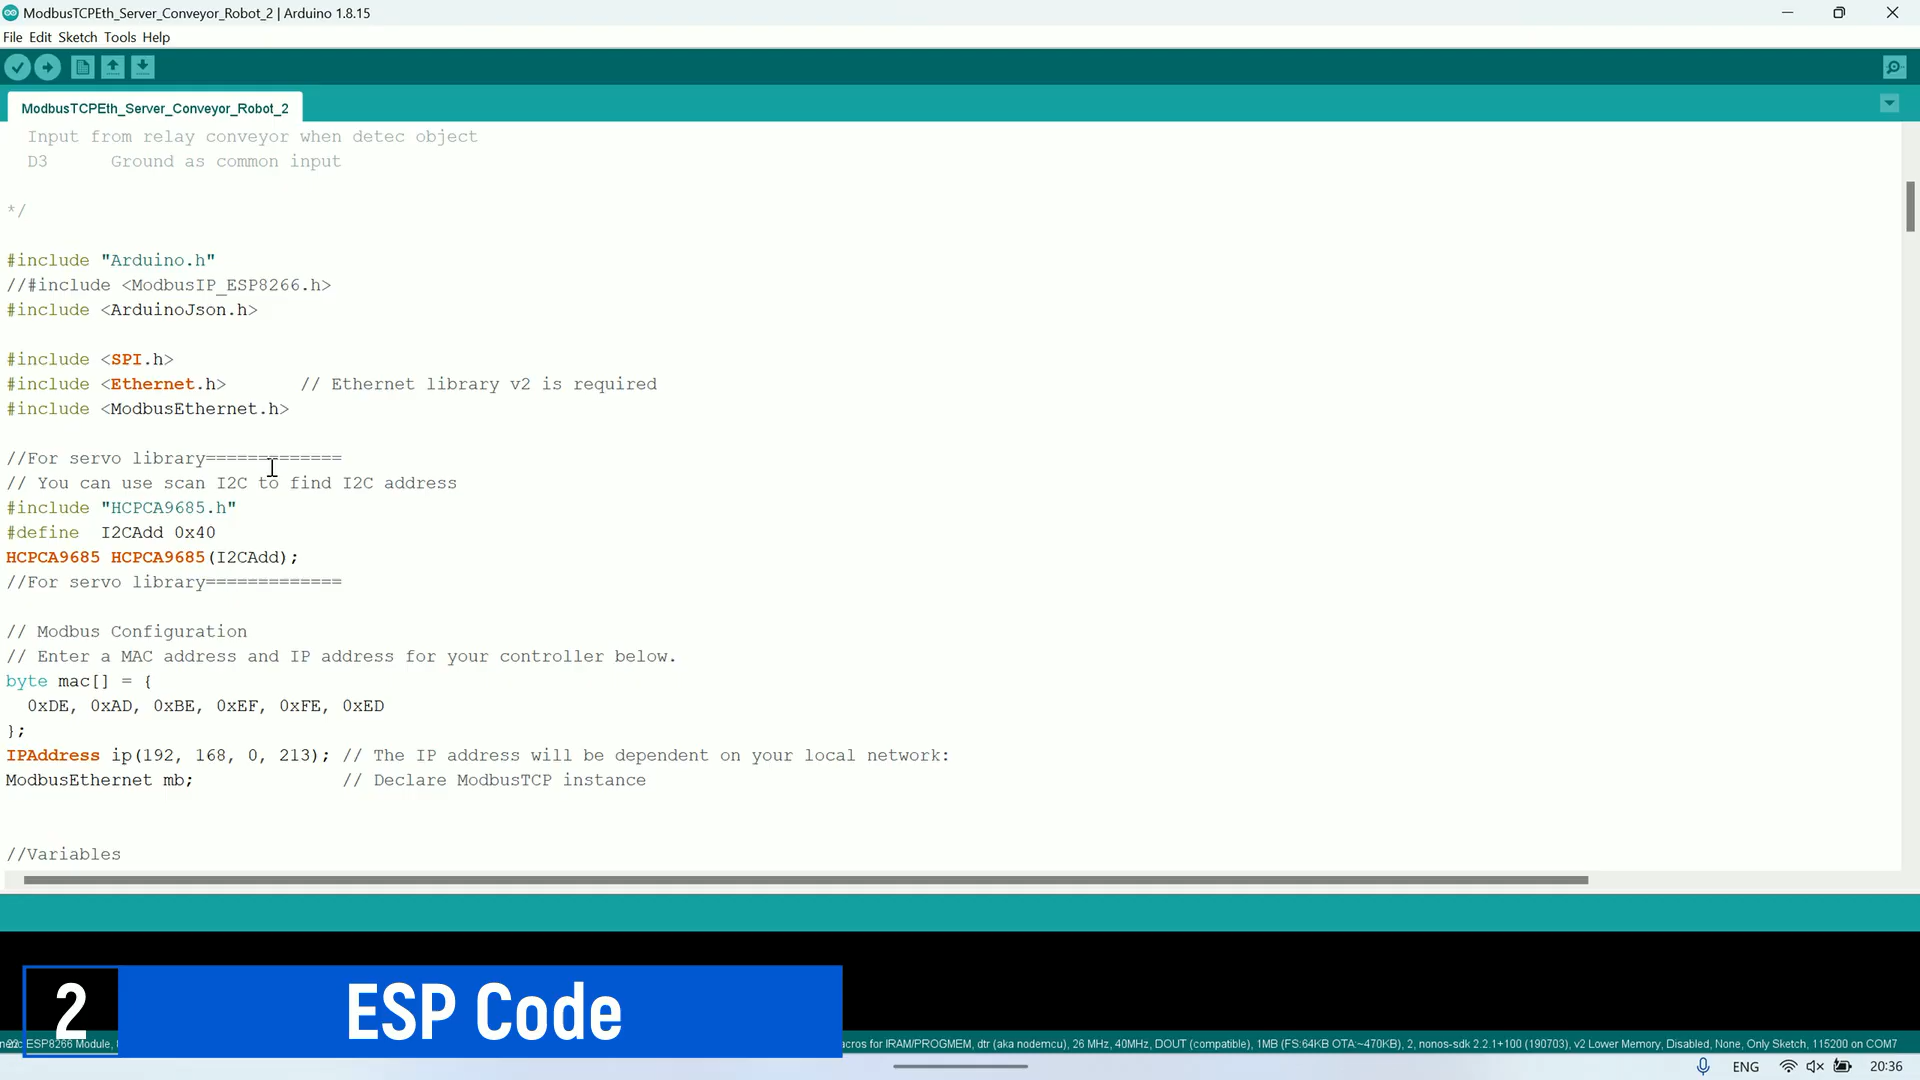 ModbusTCPEth_Server_Conveyor_Robot_2 | Arduino 1.8.15
File Edit Sketch Tools Help
ModbusTCPEth_Server_Conveyor_Robot_2
Input from relay conveyor when detec object
D3      Ground as common input
*/
#include "Arduino.h"
//#include <ModbusIP_ESP8266.h>
#include <ArduinoJson.h>
#include <SPI.h>
#include <Ethernet.h>       // Ethernet library v2 is required
#include <ModbusEthernet.h>
//For servo library=============
// You can use scan I2C to find I2C address
#include "HCPCA9685.h"
#define  I2CAdd 0x40
HCPCA9685 HCPCA9685(I2CAdd);
//For servo library=============
// Modbus Configuration
// Enter a MAC address and IP address for your controller below.
byte mac[] = {
  0xDE, 0xAD, 0xBE, 0xEF, 0xFE, 0xED
};
IPAddress ip(192, 168, 0, 213); // The IP address will be dependent on your local network:
ModbusEthernet mb;              // Declare ModbusTCP instance
//Variables
2 ESP Code
ESP8266 Module, acros for IRAM/PROGMEM, dtr (aka nodemcu), 26 MHz, 40MHz, DOUT (compatible), 1MB (FS:64KB OTA:~470KB), 2, nonos-sdk 2.2.1+100 (190703), v2 Lower Memory, Disabled, None, Only Sketch, 115200 on COM7
ENG 20:36